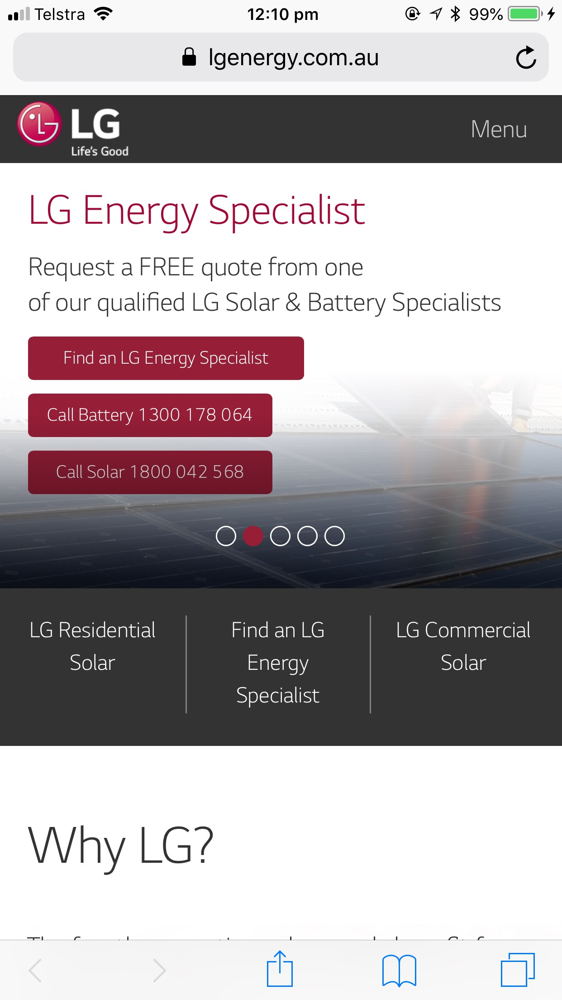 Telstra
12:10 pm
99%
lgenergy.com.au
LG
Life's Good
Menu
LG Energy Specialist
Request a FREE quote from one
of our qualified LG Solar & Battery Specialists
Find an LG Energy Specialist
Call Battery 1300 178 064
Call Solar 1800 042 568
LG Residential
Solar
Find an LG
Energy
Specialist
LG Commercial
Solar
Why LG?